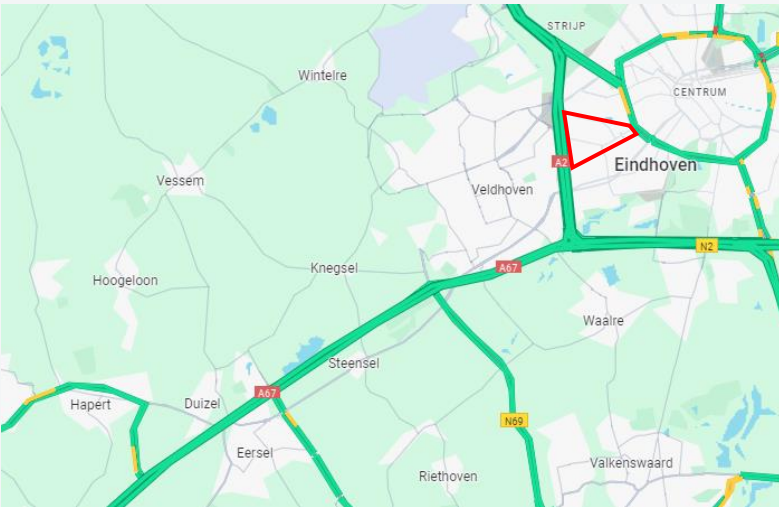 STRIJP
Wintelre
CENTRUM
A2
Eindhoven
Vessem
Veldhoven
N2
A67
Knegsel
Hoogeloon
Waalre
Steensel
A67
Hapert
Duizel
N69
Eersel
Valkenswaard
Riethoven